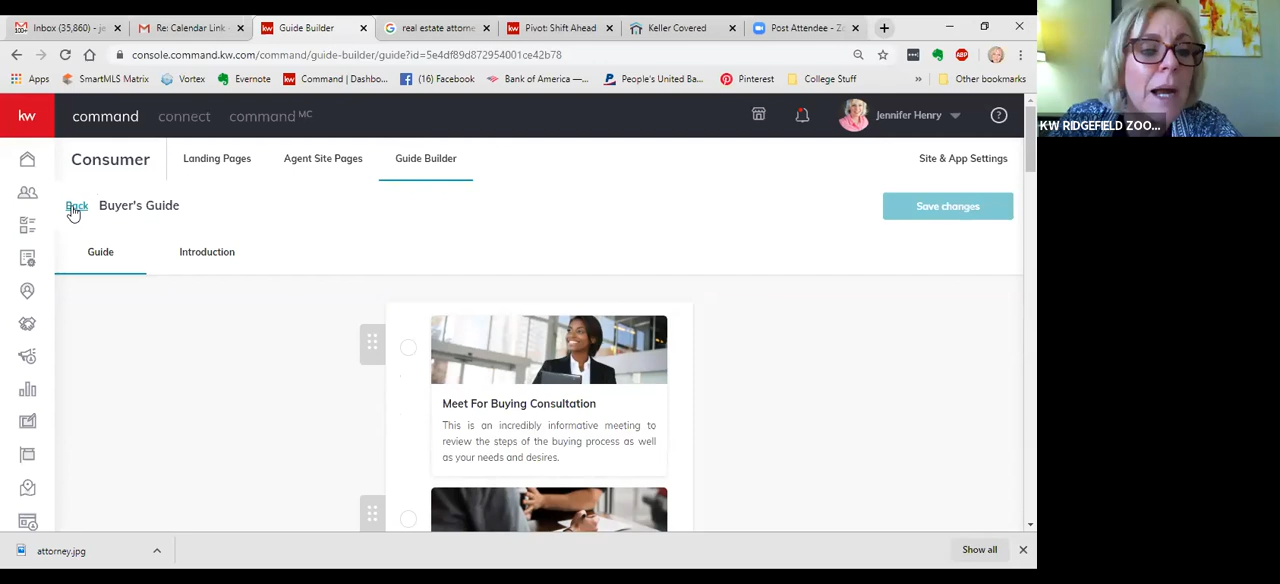 100+ Inbox (35,860) - je
Re: Calendar Link -
Guide Builder
real estate attorne
Pivot: Shift Ahead
Keller Covered
Post Attendee - Zo
console.command.kw.com/command/guide-builder/guide?id=5e4df89d872954001ce42b78
ABP
Apps
SmartMLS Matrix
Vortex
Evernote
Command | Dashbo...
(16) Facebook
Bank of America —...
People's United Ba...
Pinterest
College Stuff
»
Other bookmarks
kw
command
connect
command MC
Jennifer Henry
?
Consumer
Landing Pages
Agent Site Pages
Guide Builder
Site & App Settings
Back
Buyer's Guide
Save changes
Guide
Introduction
Meet For Buying Consultation
This is an incredibly informative meeting to
review the steps of the buying process as well
as your needs and desires.
attorney.jpg
Show all
KW RIDGEFIELD ZOO...